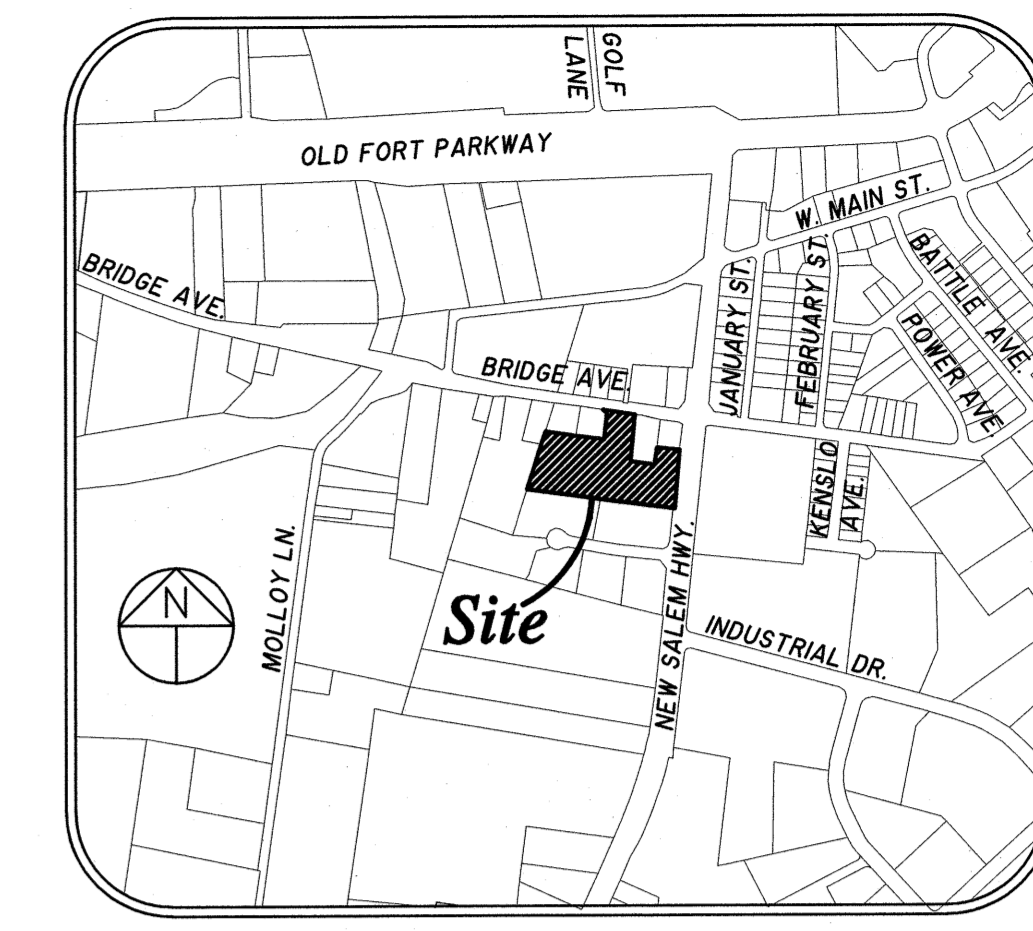 GOLF
LANE
OLD FORT PARKWAY
W. MAIN ST.
BRIDGE AVE.
JANUARY ST.
FEBRUARY ST.
BATTLE AVE.
POWER AVE.
BRIDGE AVE.
KENSLO
AVE.
MOLLOY LN.
N
Site
NEW SALEM HWY.
INDUSTRIAL DR.